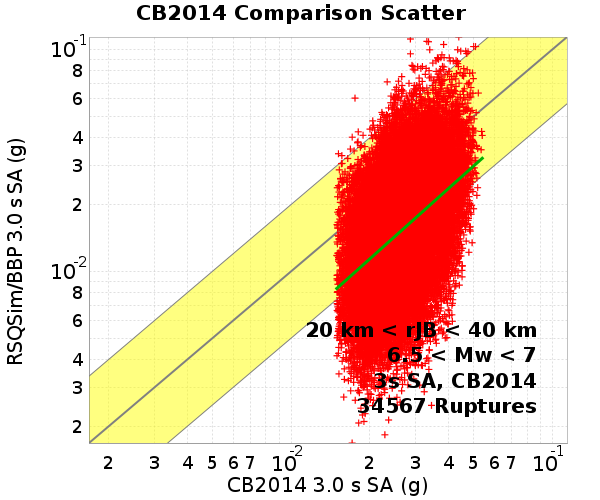 CB2014 Comparison Scatter
RSQSim/BBP 3.0 s SA (g)
10^-1
8
6
4
3
2
10^-2
8
6
4
3
2
20 km < rJB < 40 km
6.5 < Mw < 7
3s SA, CB2014
34567 Ruptures
2 3 4 5 6 7 10^-2 2 3 4 5 6 7 10^-1
CB2014 3.0 s SA (g)